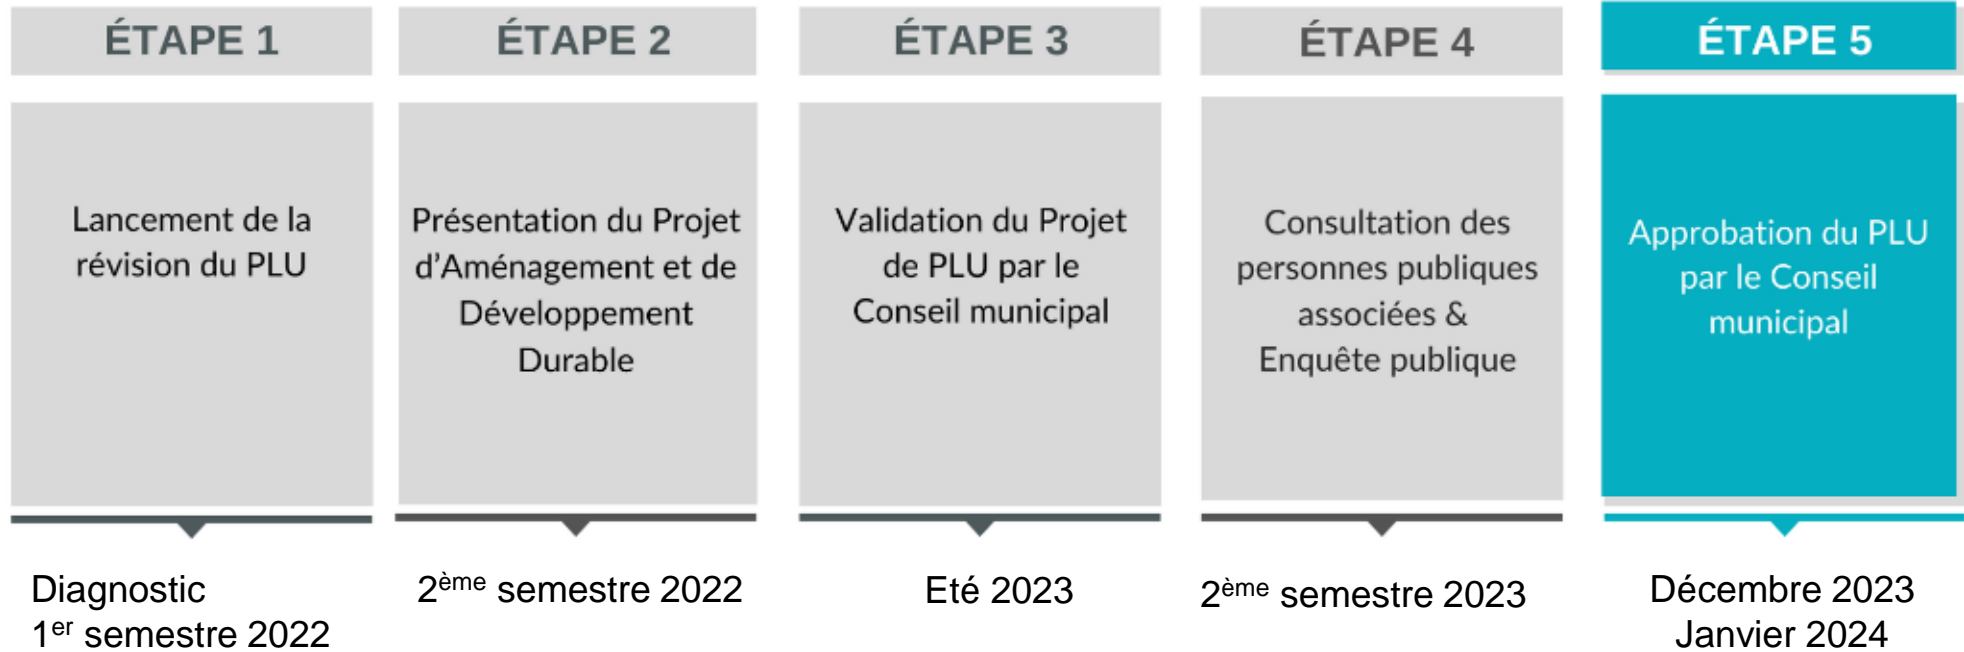 ÉTAPE 1
Lancement de la
révision du PLU
Diagnostic
1er semestre 2022
ÉTAPE 2
Présentation du Projet
d'Aménagement et de
Développement
Durable
2ème semestre 2022
ÉTAPE 3
Validation du Projet
de PLU par le
Conseil municipal
Eté 2023
ÉTAPE 4
Consultation des
personnes publiques
associées &
Enquête publique
2ème semestre 2023
ÉTAPE 5
Approbation du PLU
par le Conseil
municipal
Décembre 2023
Janvier 2024